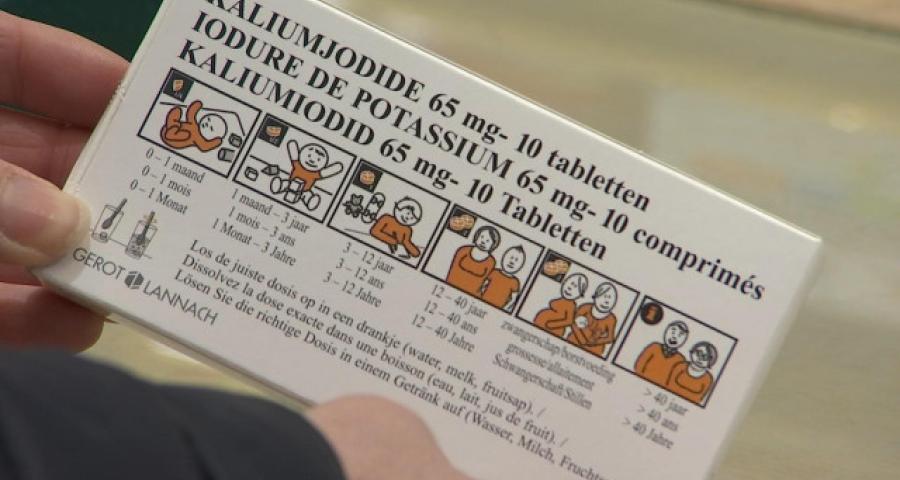 KALIUMJODIDE 65 mg- 10 tabletten
IODURE DE POTASSIUM 65 mg- 10 comprimés
KALIUMIODID 65 mg- 10 Tabletten
0 – 1 maand
0 – 1 mois
0 – 1 Monat
1 maand – 3 jaar
1 mois – 3 ans
1 Monat – 3 Jahre
3 – 12 jaar
3 – 12 ans
3 – 12 Jahre
12 – 40 jaar
12 – 40 ans
12 – 40 Jahre
zwangerschap/borstvoeding
grossesse/allaitement
Schwangerschaft/Stillen
> 40 jaar
> 40 ans
> 40 Jahre
GEROT LANNACH
Los de juiste dosis op in een drankje (water, melk, fruitsap). /
Dissolvez la dose exacte dans une boisson (eau, lait, jus de fruit). /
Lösen Sie die richtige Dosis in einem Getränk auf (Wasser, Milch,